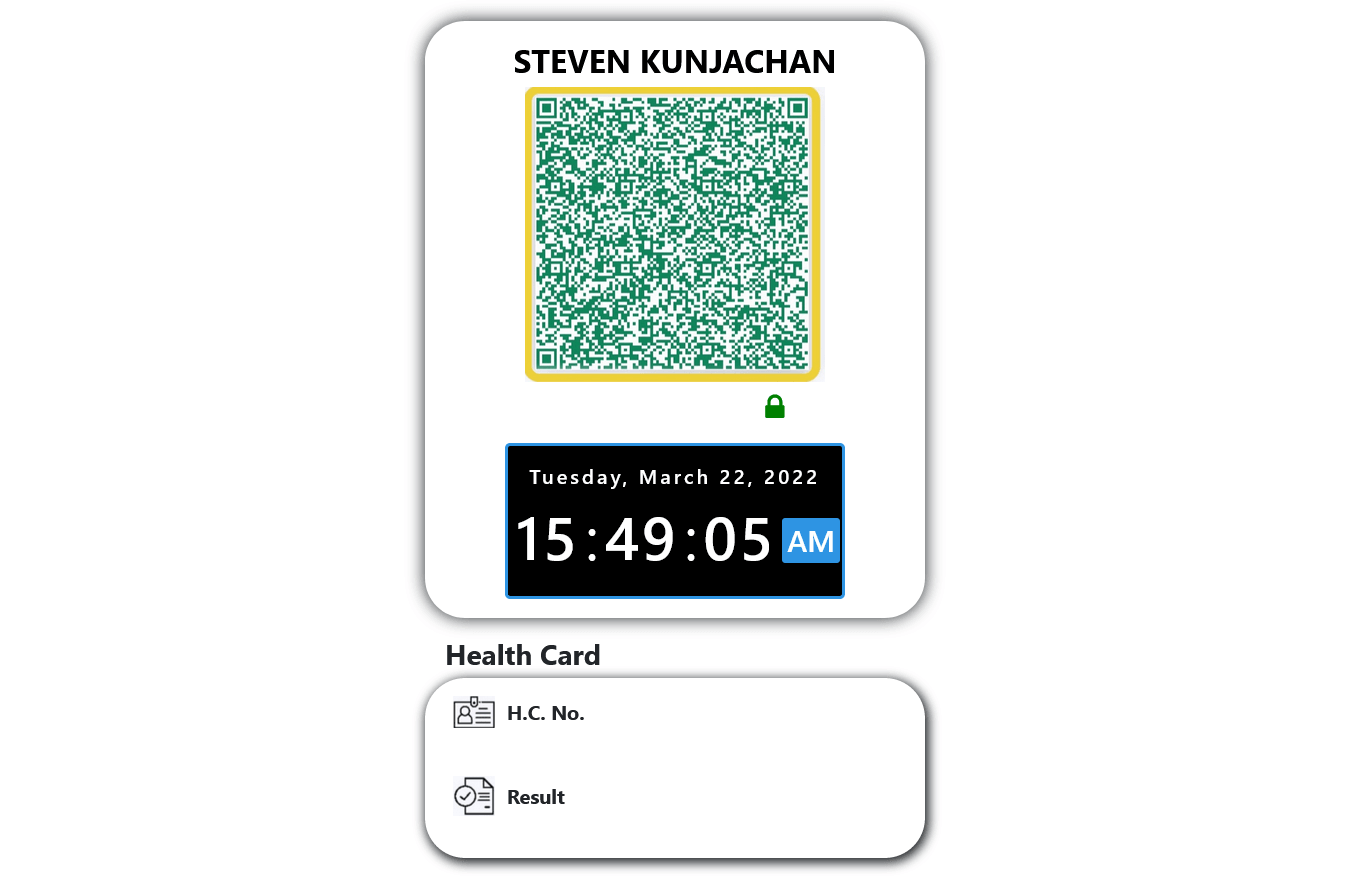 STEVEN KUNJACHAN
Tuesday, March 22, 2022
15:49:05 AM
Health Card
H.C. No.
Result